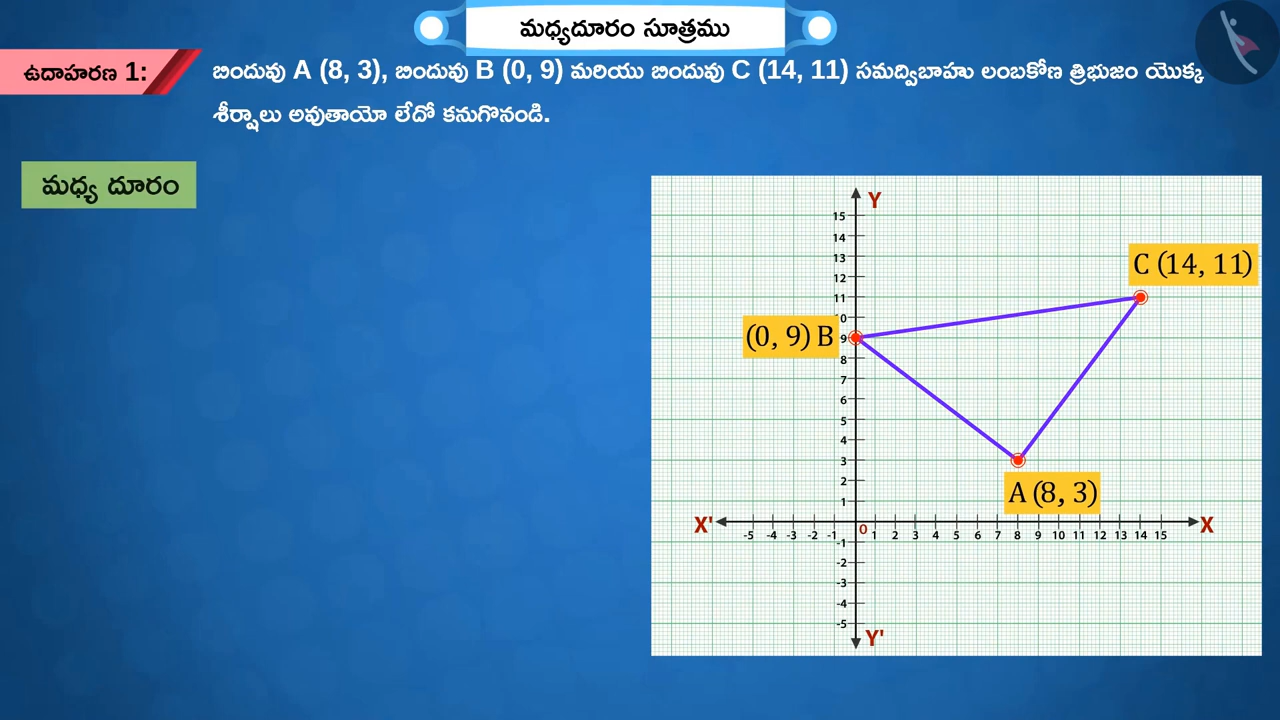 మధ్యదూరం సూత్రము
ఉదాహరణ 1:
బిందువు A (8, 3), బిందువు B (0, 9) మరియు బిందువు C (14, 11) సమద్విబాహు లంబకోణ త్రిభుజం యొక్క
శీర్షాలు అవుతాయో లేదో కనుగొనండి.
మధ్య దూరం
Y
15
14
13
12
11
10
9
8
7
6
5
4
3
2
1
C (14, 11)
(0, 9) B
A (8, 3)
X' 0 X
-5 -4 -3 -2 -1 1 2 3 4 5 6 7 8 9 10 11 12 13 14 15
-1
-2
-3
-4
-5
Y'